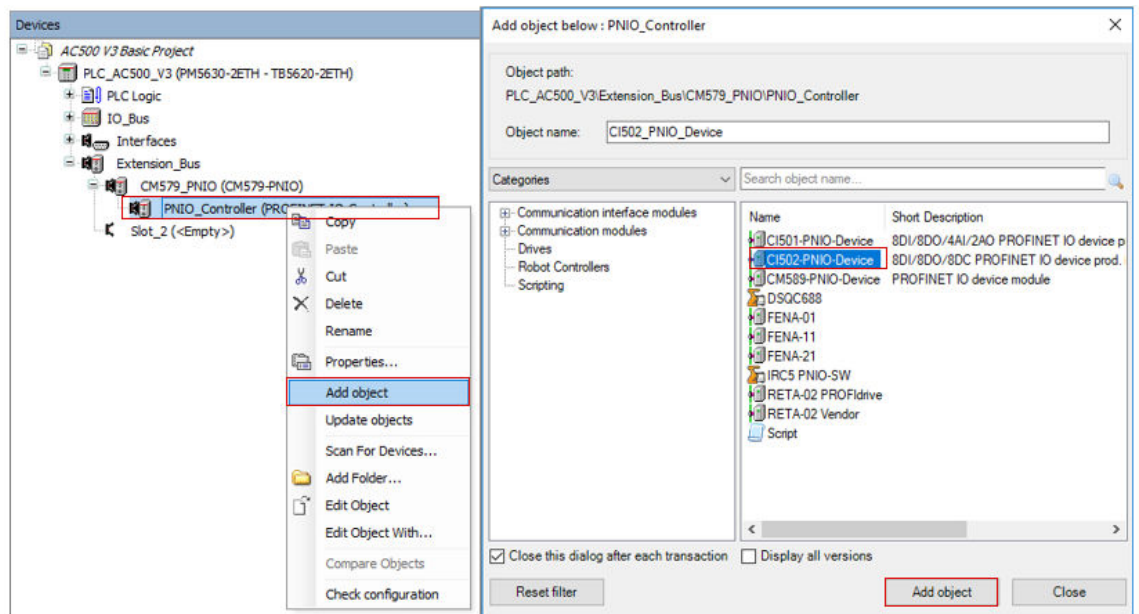 Devices
AC500 V3 Basic Project
PLC_AC500_V3 (PM5630-2ETH - TB5620-2ETH)
PLC Logic
IO_Bus
Interfaces
Extension_Bus
CM579_PNIO (CM579-PNIO)
PNIO_Controller
Slot_2 (<Empty>)
Copy
Paste
Cut
Delete
Rename
Properties...
Add object
Update objects
Scan For Devices...
Add Folder...
Edit Object
Edit Object With...
Compare Objects
Check configuration
Add object below : PNIO_Controller
Object path:
PLC_AC500_V3\Extension_Bus\CM579_PNIO\PNIO_Controller
Object name: CI502_PNIO_Device
Categories
Search object name...
Communication interface modules
Communication modules
Drives
Robot Controllers
Scripting
Name Short Description
CI501-PNIO-Device 8DI/8DO/4AI/2AO PROFINET IO device p
CI502-PNIO-Device 8DI/8DO/8DC PROFINET IO device prod.
CM589-PNIO-Device PROFINET IO device module
DSQC688
FENA-01
FENA-11
FENA-21
IRC5 PNIO-SW
RETA-02 PROFIdrive
RETA-02 Vendor
Script
Close this dialog after each transaction Display all versions
Reset filter Add object Close